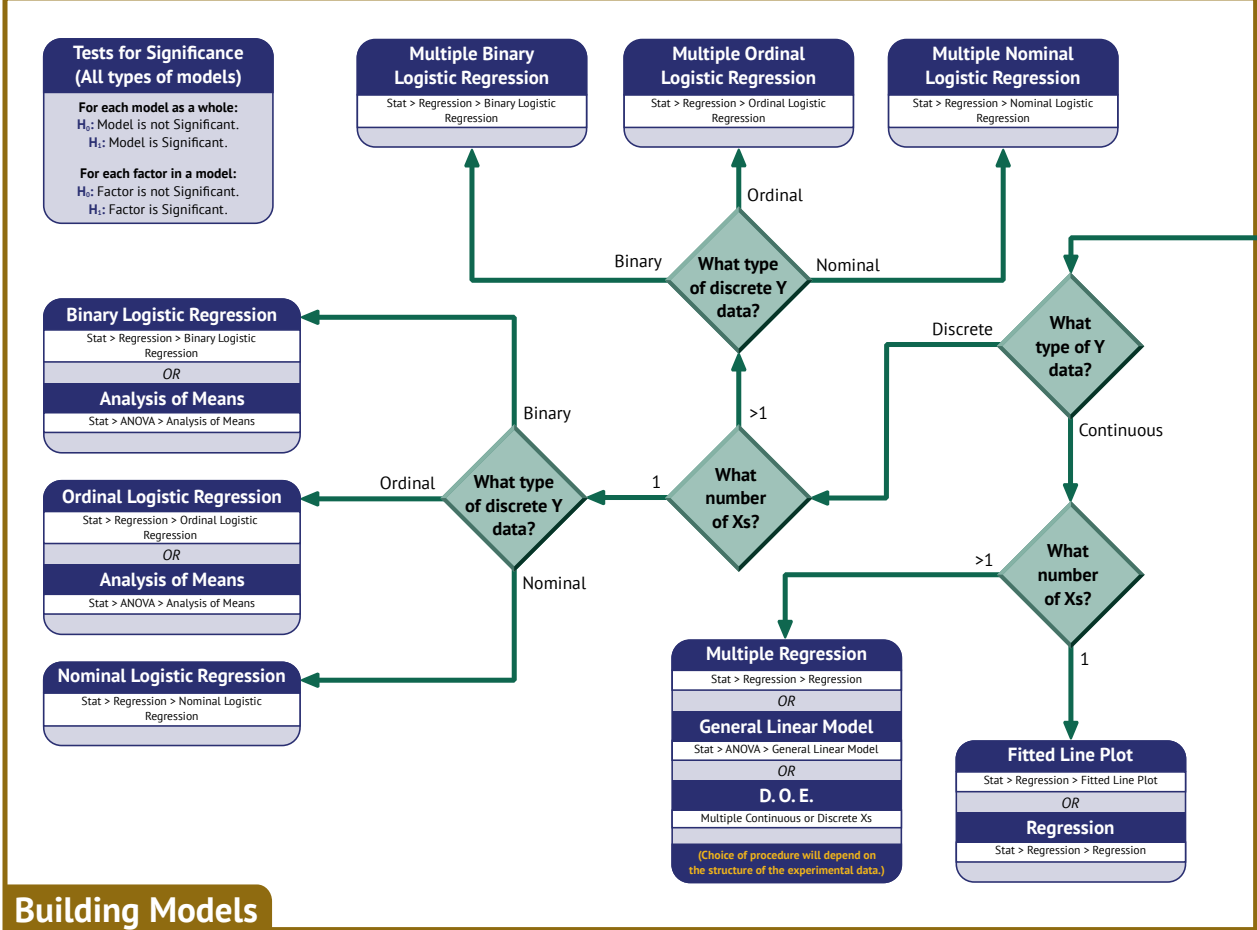 Tests for Significance
(All types of models)
For each model as a whole:
H₀: Model is not Significant.
H₁: Model is Significant.
For each factor in a model:
H₀: Factor is not Significant.
H₁: Factor is Significant.
Multiple Binary
Logistic Regression
Stat > Regression > Binary Logistic
Regression
Multiple Ordinal
Logistic Regression
Stat > Regression > Ordinal Logistic
Regression
Multiple Nominal
Logistic Regression
Stat > Regression > Nominal Logistic
Regression
Ordinal
Binary
What type
of discrete Y
data?
Nominal
Discrete
What
type of Y
data?
Continuous
Binary Logistic Regression
Stat > Regression > Binary Logistic
Regression
OR
Analysis of Means
Stat > ANOVA > Analysis of Means
Binary
>1
Ordinal
What type
of discrete Y
data?
1
What
number
of Xs?
Nominal
Ordinal Logistic Regression
Stat > Regression > Ordinal Logistic
Regression
OR
Analysis of Means
Stat > ANOVA > Analysis of Means
>1
What
number
of Xs?
1
Nominal Logistic Regression
Stat > Regression > Nominal Logistic
Regression
Multiple Regression
Stat > Regression > Regression
OR
General Linear Model
Stat > ANOVA > General Linear Model
OR
D. O. E.
Multiple Continuous or Discrete Xs
(Choice of procedure will depend on
the structure of the experimental data.)
Fitted Line Plot
Stat > Regression > Fitted Line Plot
OR
Regression
Stat > Regression > Regression
Building Models